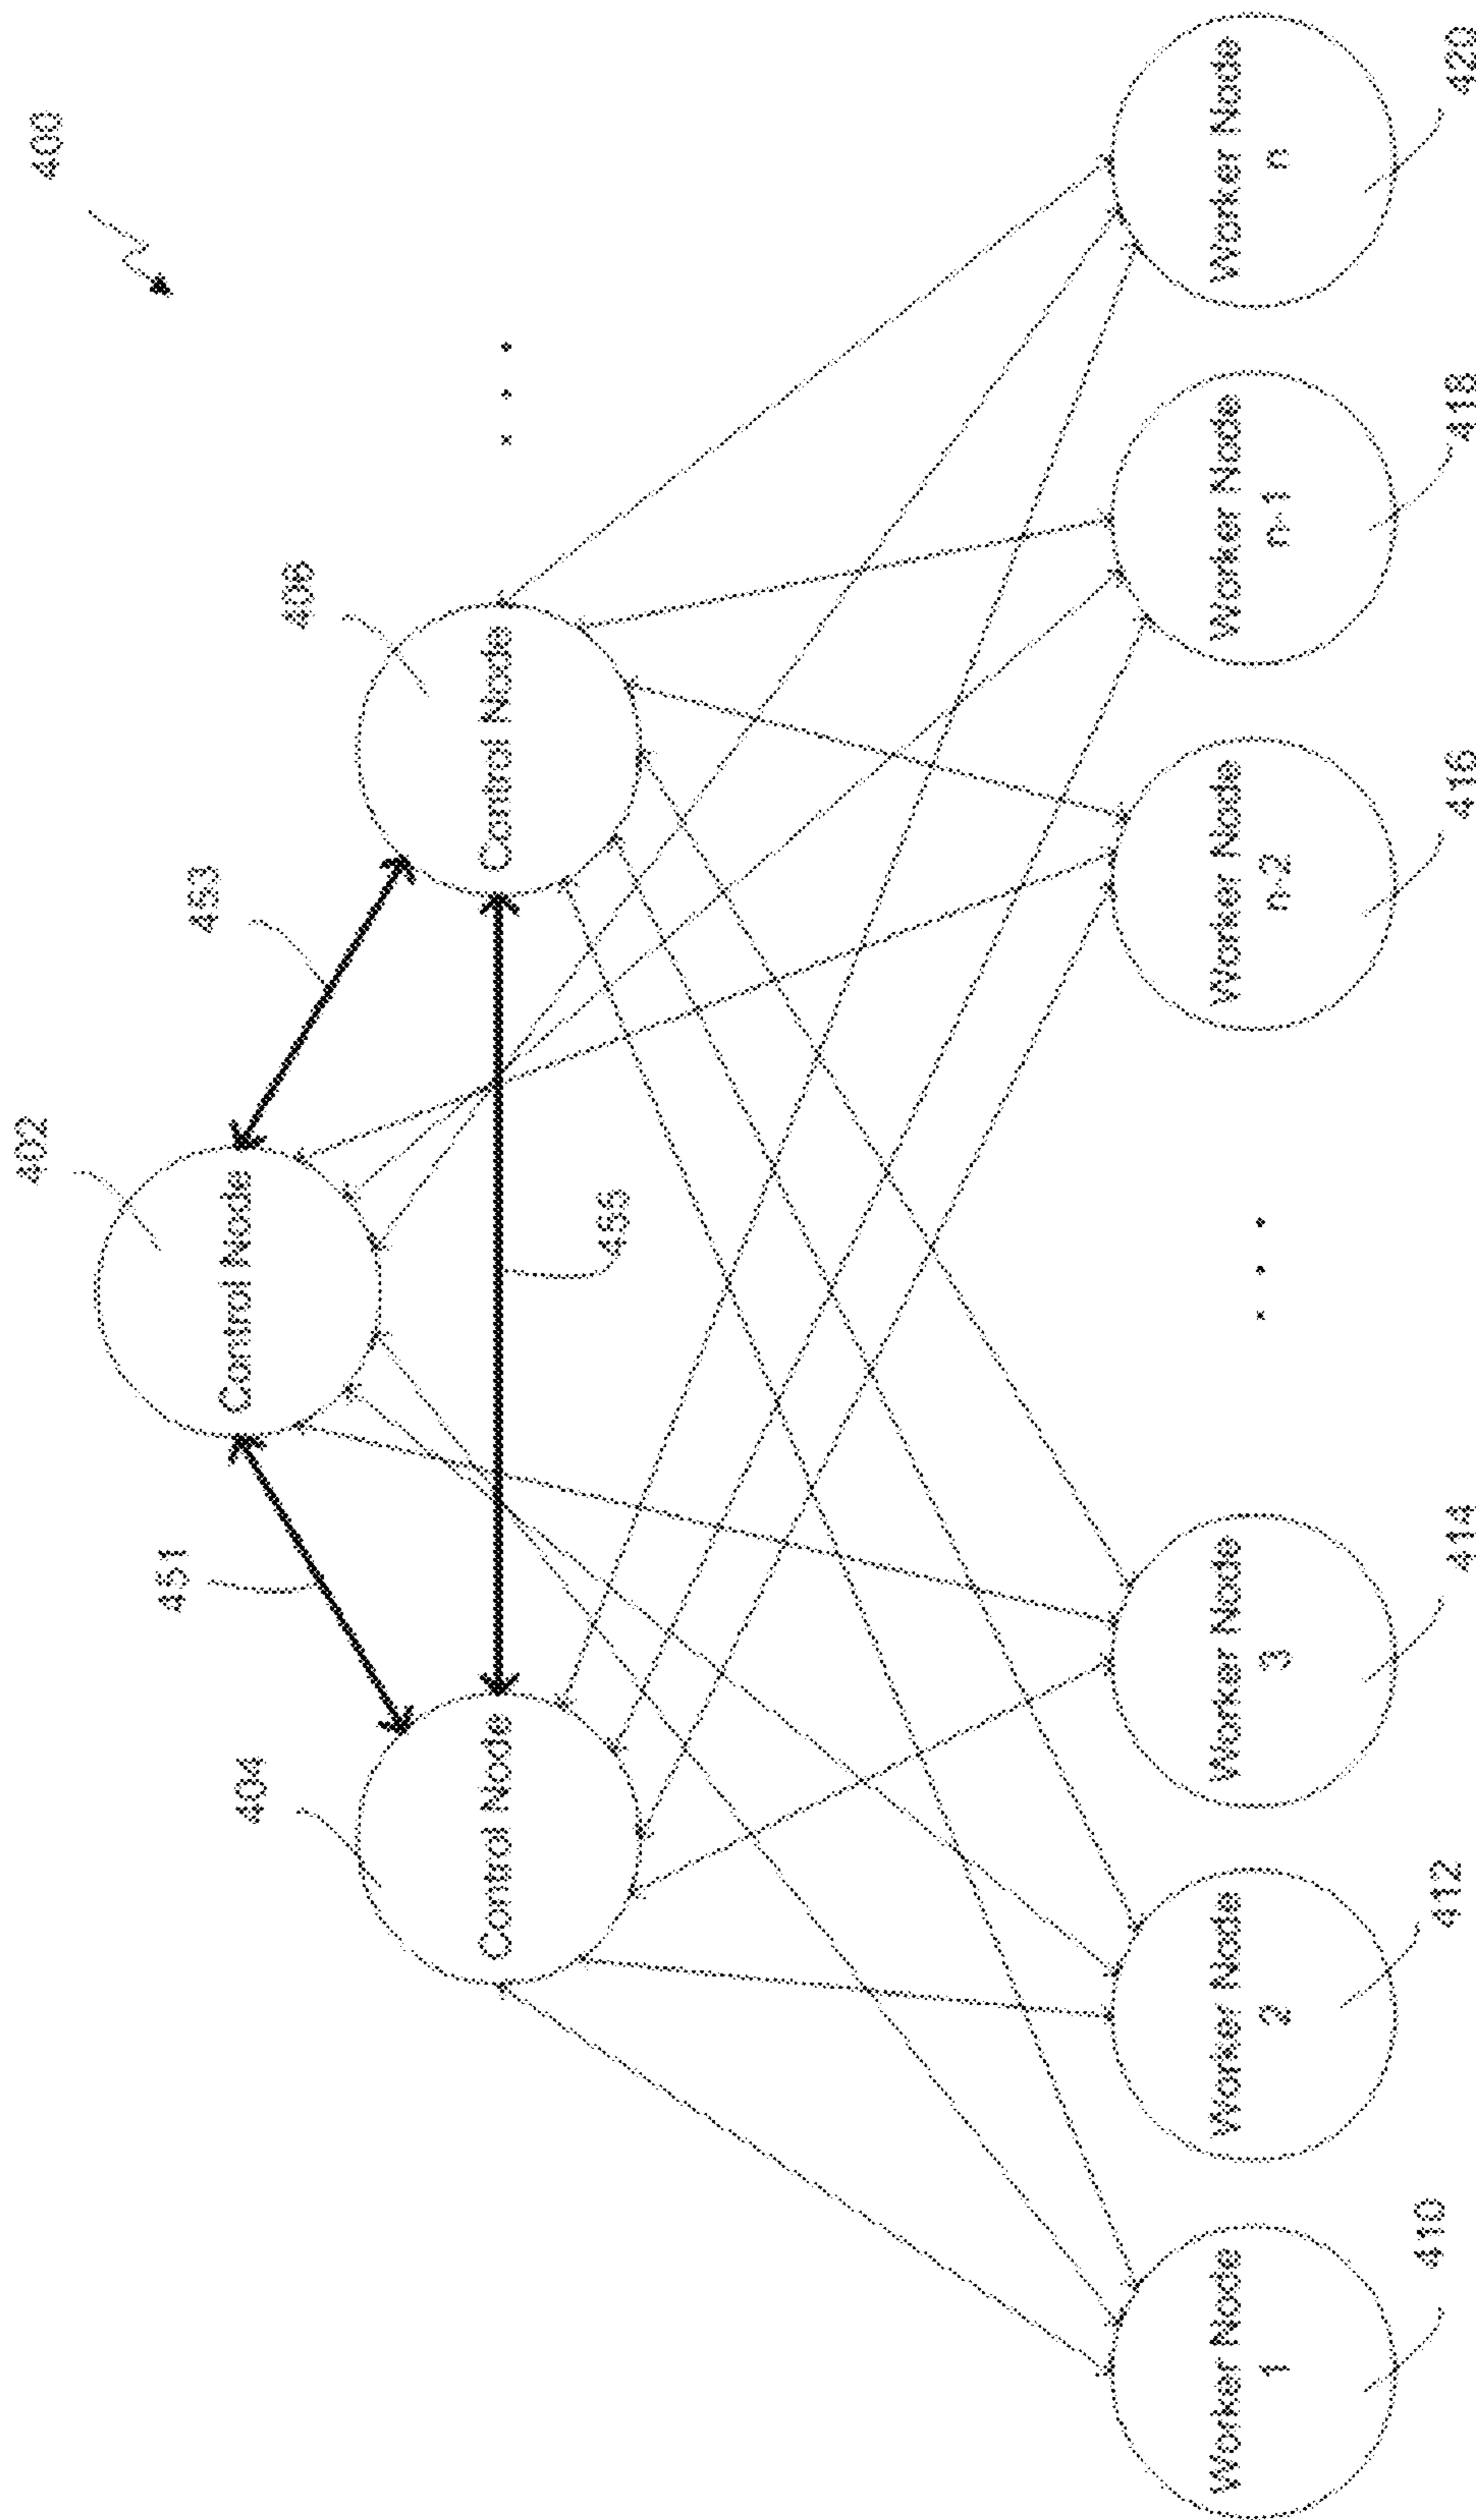 400
402
451
453
404
406
Control Node
Control Node
Control Node
455
. . .
Worker Node
1
Worker Node
2
Worker Node
3
. . .
Worker Node
n-2
Worker Node
n-1
Worker Node
n
410
412
414
416
418
420